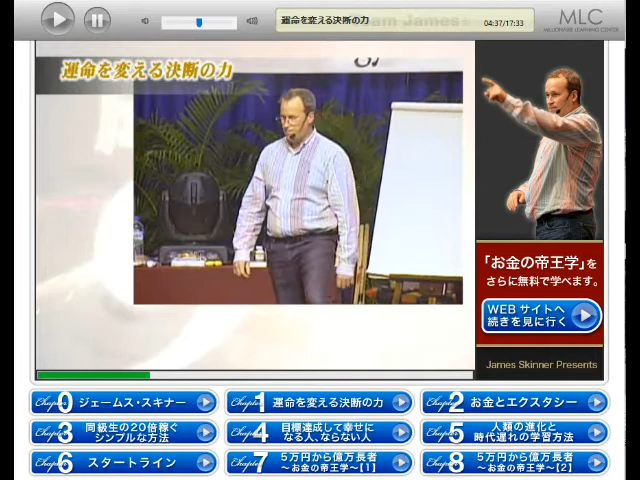 運命を変える決断の力
04:37/17:33
MLC
MILLIONAIRE LEARNING CENTER
運命を変える決断の力
「お金の帝王学」を
さらに無料で学べます。
WEB サイトへ
続きを見に行く
James Skinner Presents
Chapter 0 ジェームス・スキナー
Chapter 1 運命を変える決断の力
Chapter 2 お金とエクスタシー
Chapter 3 同級生の20倍稼ぐ
シンプルな方法
Chapter 4 目標達成して幸せに
なる人、ならない人
Chapter 5 人類の進化と
時代遅れの学習方法
Chapter 6 スタートライン
Chapter 7 5万円から億万長者
～お金の帝王学～【1】
Chapter 8 5万円から億万長者
～お金の帝王学～【2】